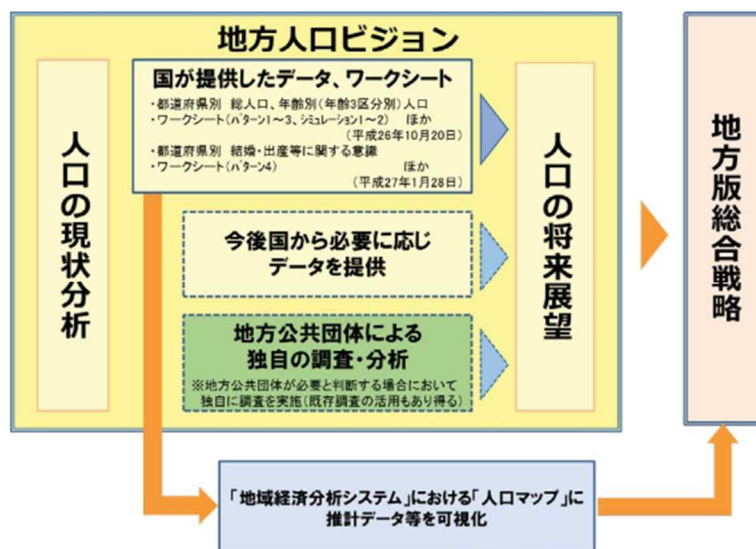 地方人口ビジョン
人口の現状分析
国が提供したデータ、ワークシート
・都道府県別 総人口、年齢別(年齢3区分別)人口
・ワークシート(パターン1～3、シミュレーション1～2) ほか
(平成26年10月20日)
・都道府県別 結婚・出産等に関する意識
・ワークシート(パターン4) ほか
(平成27年1月28日)
今後国から必要に応じ
データを提供
地方公共団体による
独自の調査・分析
※地方公共団体が必要と判断する場合において
独自に調査を実施(既存調査の活用もあり得る)
人口の将来展望
地方版総合戦略
「地域経済分析システム」における「人口マップ」に
推計データ等を可視化